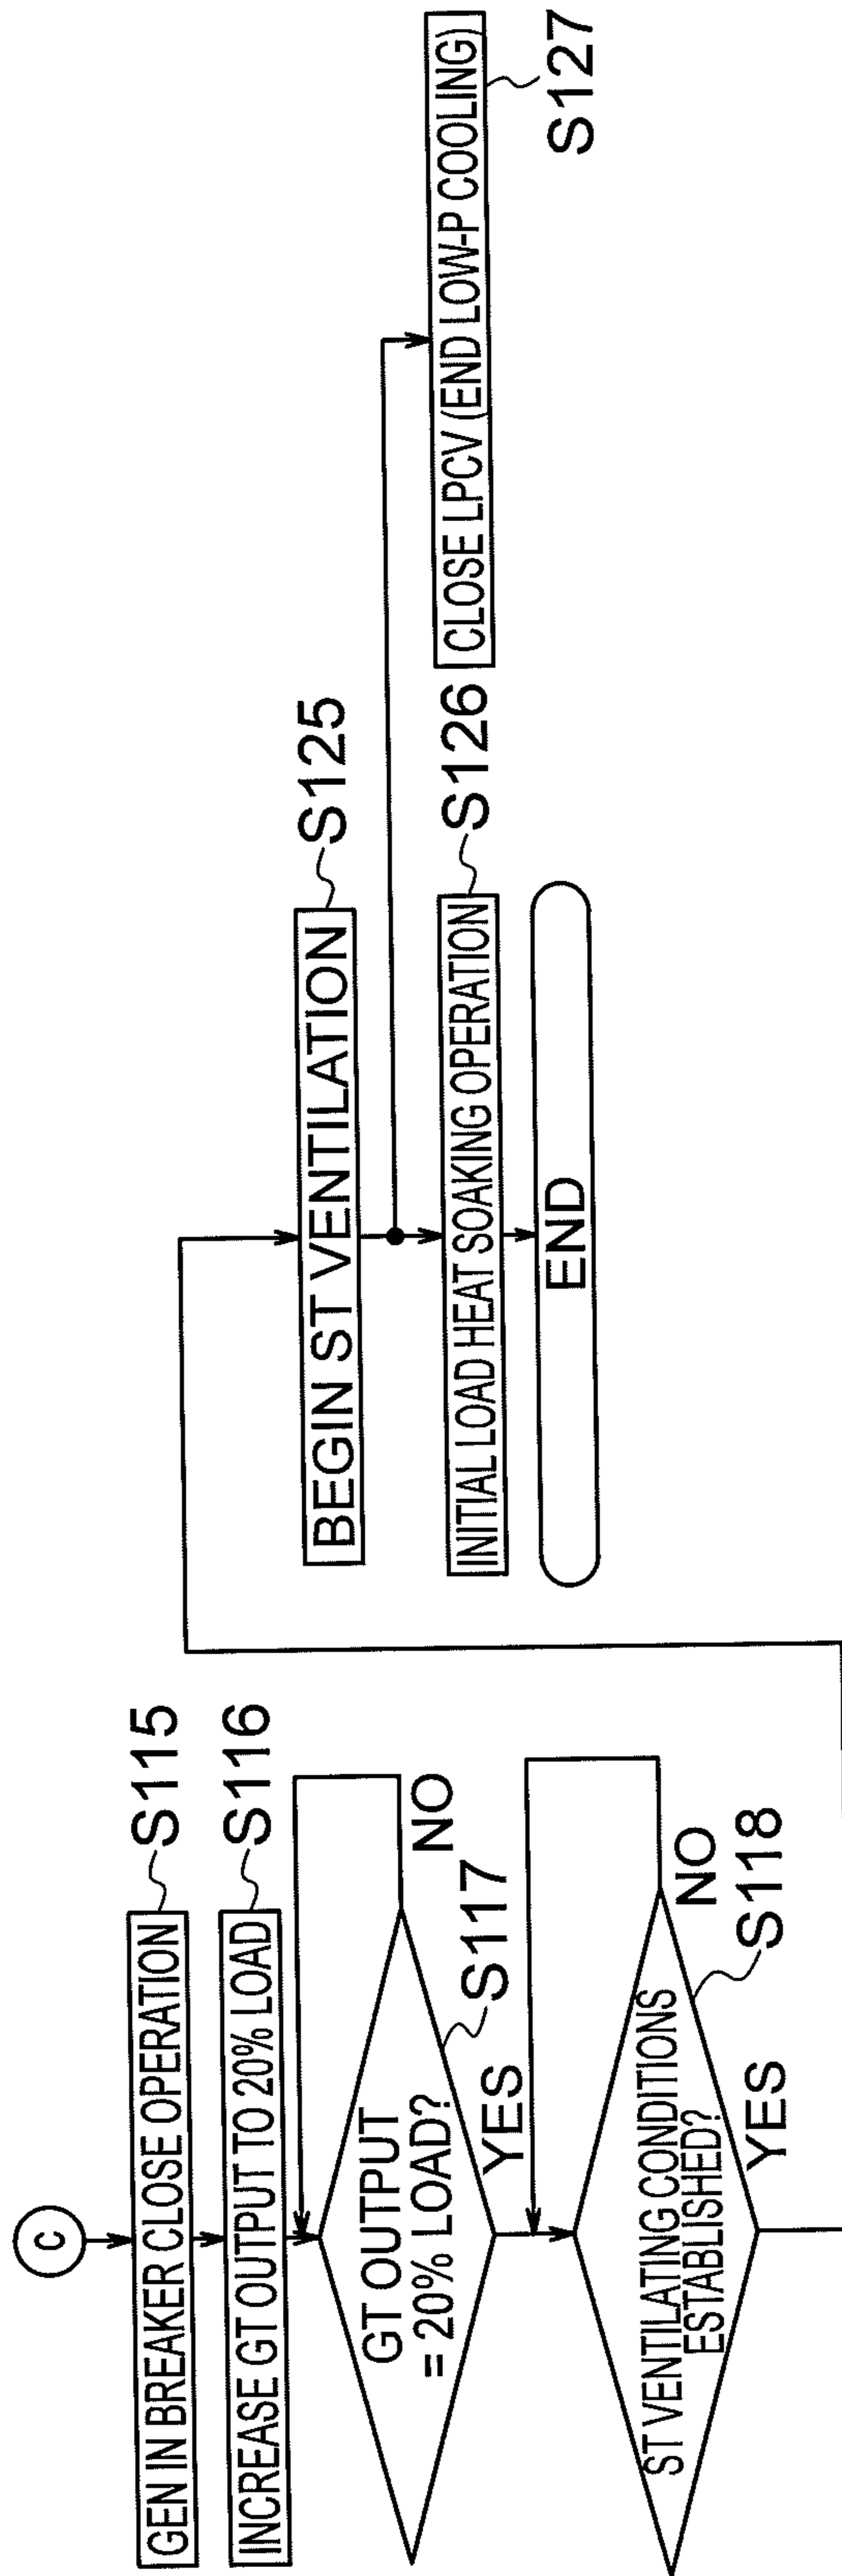 C
GEN IN BREAKER CLOSE OPERATION
S115
INCREASE GT OUTPUT TO 20% LOAD
S116
GT OUTPUT
= 20% LOAD?
NO
S117
YES
ST VENTILATING CONDITIONS
ESTABLISHED?
NO
S118
YES
BEGIN ST VENTILATION
S125
INITIAL LOAD HEAT SOAKING OPERATION
S126
END
CLOSE LPCV (END LOW-P COOLING)
S127